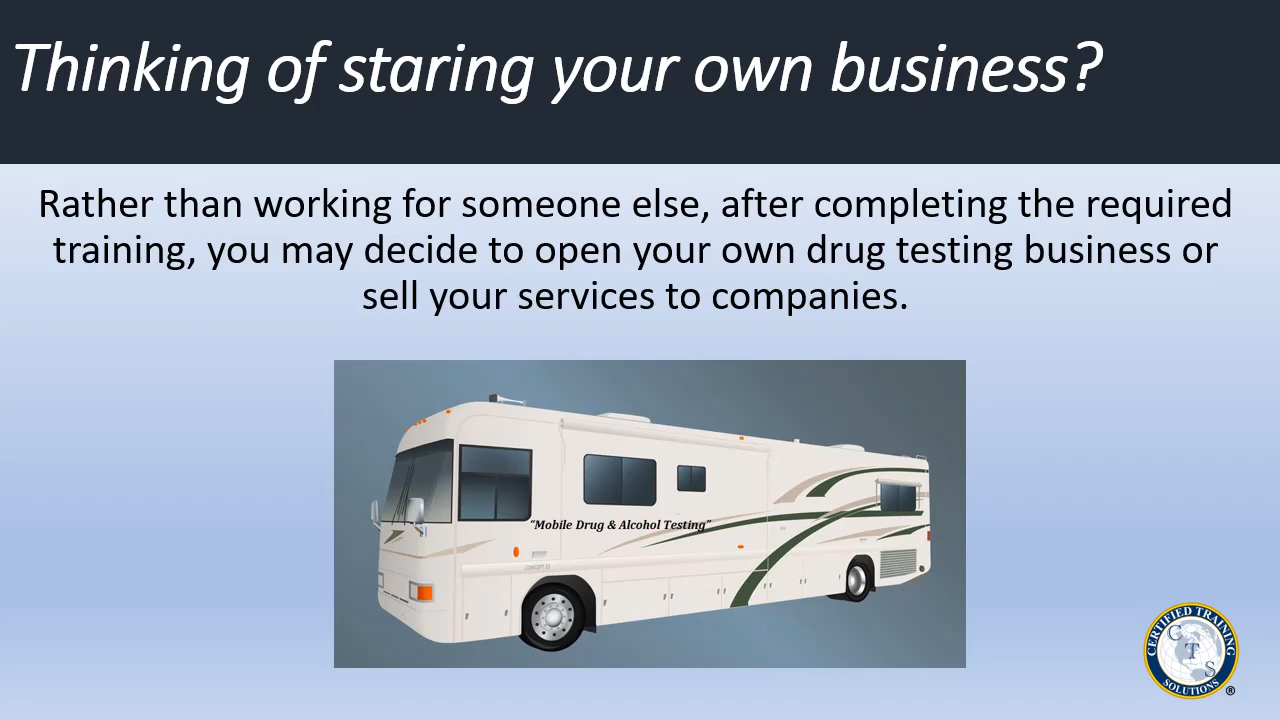 Thinking of staring your own business?
Rather than working for someone else, after completing the required
training, you may decide to open your own drug testing business or
sell your services to companies.
“Mobile Drug & Alcohol Testing”
CERTIFIED TRAINING
C
T
S
SOLUTIONS
®